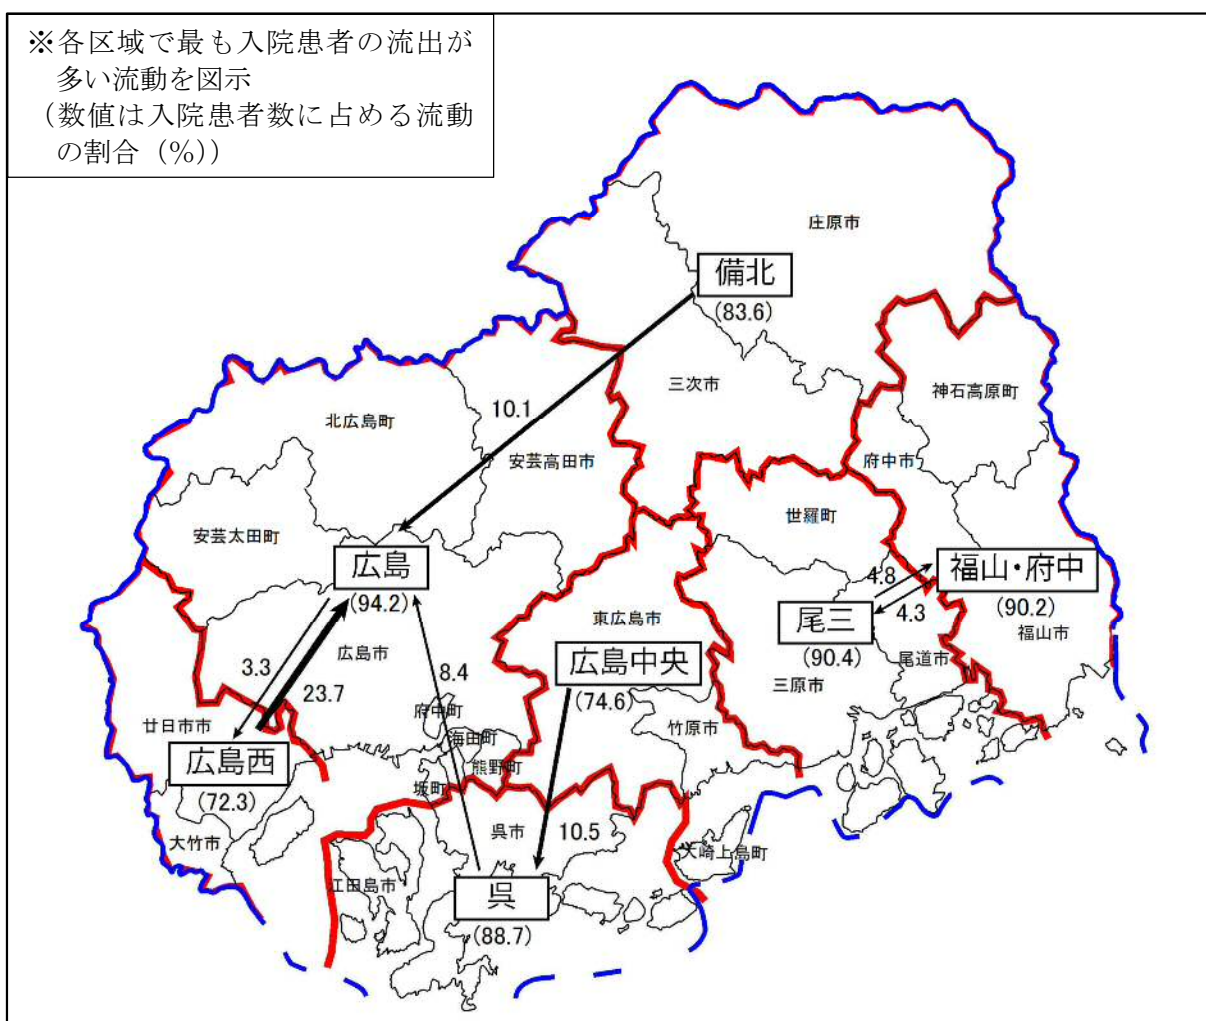 ※各区域で最も入院患者の流出が
多い流動を図示
（数値は入院患者数に占める流動
の割合（％））
庄原市
備北
(83.6)
三次市
神石高原町
10.1
北広島町
安芸高田市
府中市
世羅町
安芸太田町
広島
(94.2)
福山・府中
(90.2)
4.8
4.3
尾三
(90.4)
福山市
東広島市
広島市
広島中央
(74.6)
尾道市
三原市
3.3
23.7
8.4
府中町
竹原市
廿日市市
海田町
広島西
(72.3)
熊野町
坂町
呉市
10.5
大竹市
大崎上島町
江田島市
呉
(88.7)